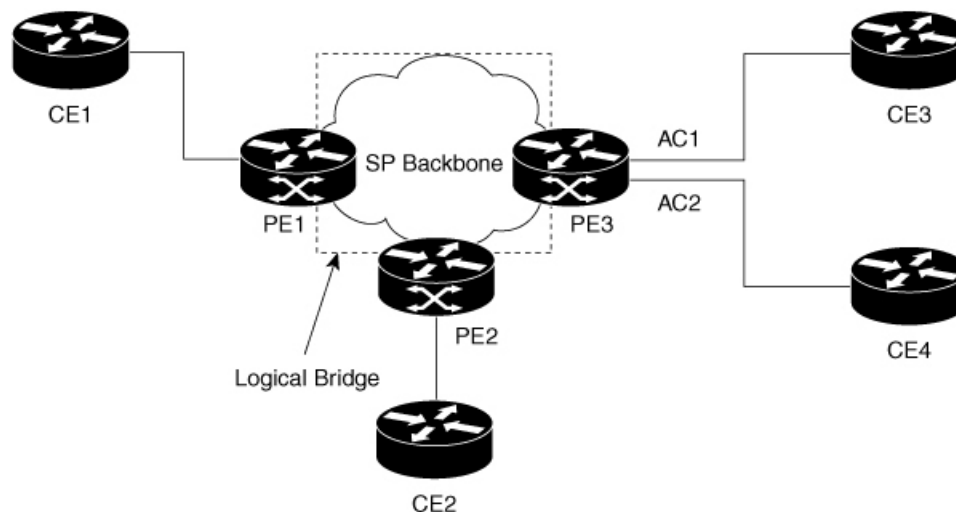 CE1
SP Backbone
AC1
CE3
PE1
AC2
PE3
PE2
CE4
Logical Bridge
CE2